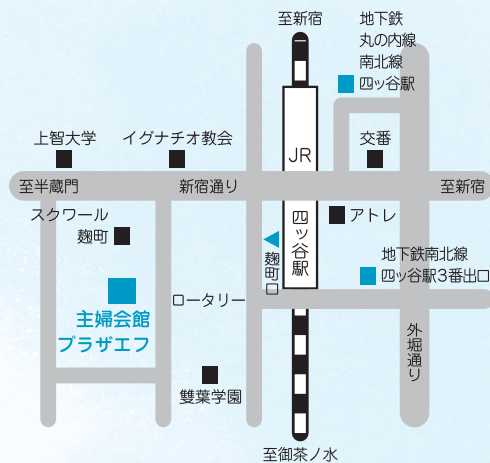 至新宿
地下鉄
丸の内線
南北線
四ッ谷駅
上智大学
イグナチオ教会
JR
四ッ谷駅
交番
至半蔵門
新宿通り
至新宿
スクワール
麹町
アトレ
麹町口
地下鉄南北線
四ッ谷駅3番出口
ロータリー
主婦会館
プラザエフ
外堀通り
雙葉学園
至御茶ノ水